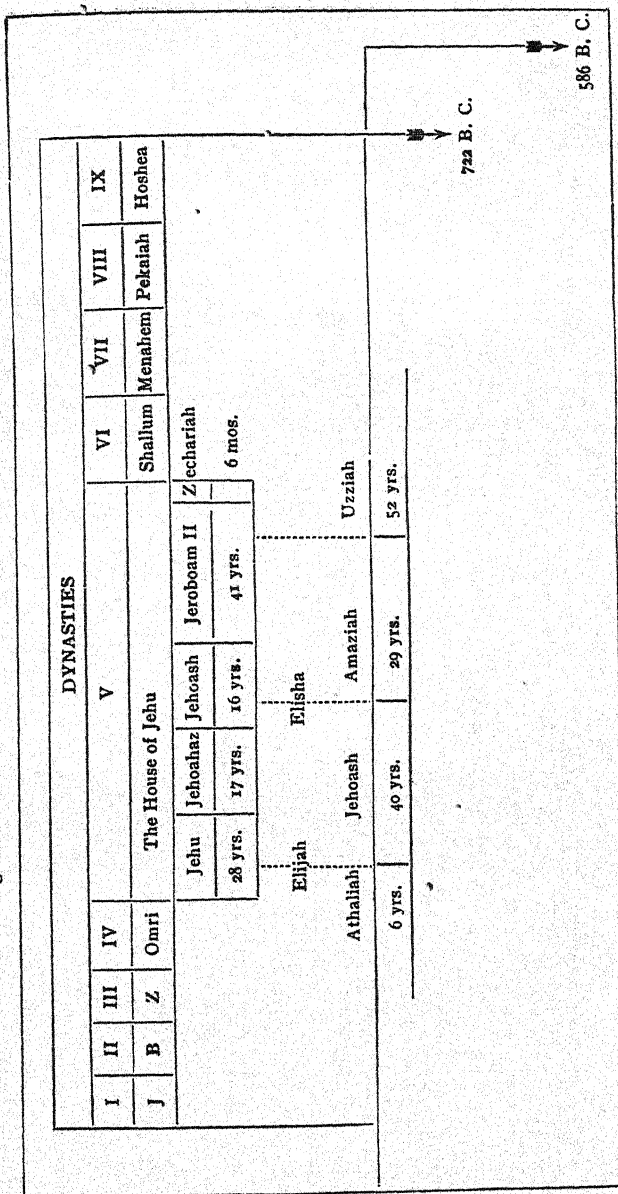 DYNASTIES
I II III IV V VI VII VIII IX
J B Z Omri The House of Jehu Shallum Menahem Pekaiah Hoshea
Jehu Jehoahaz Jehoash Jeroboam II Zechariah
28 yrs. 17 yrs. 16 yrs. 41 yrs. 6 mos.
Elijah Elisha
Athaliah Jehoash Amaziah Uzziah
6 yrs. 40 yrs. 29 yrs. 52 yrs.
722 B. C.
586 B. C.